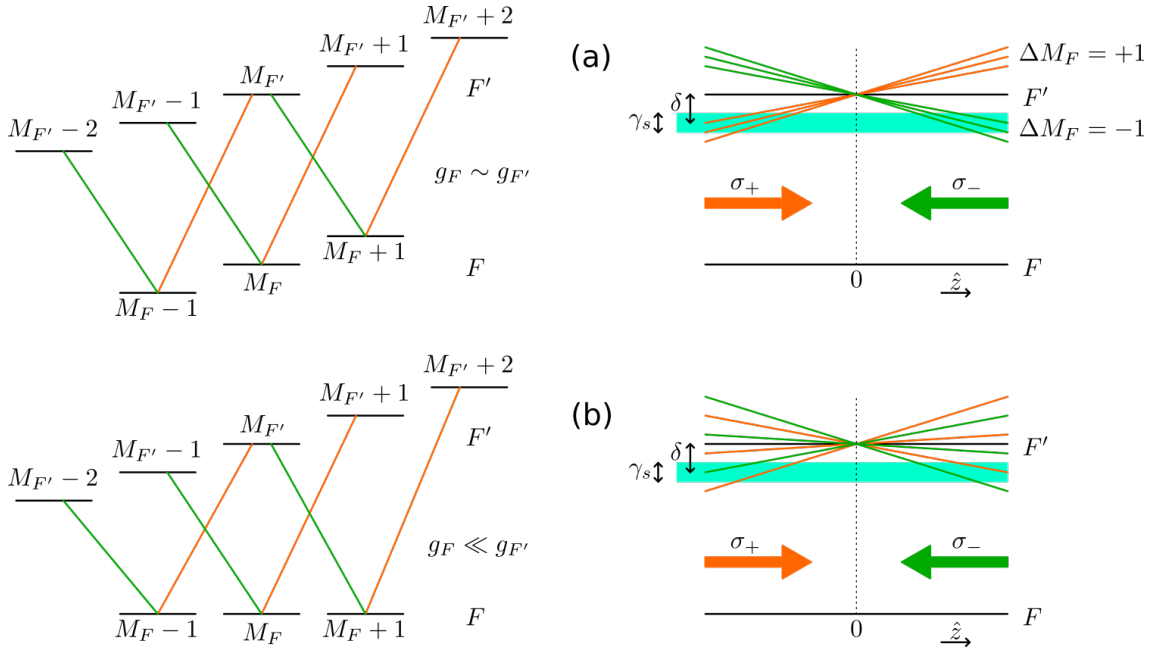 M_{F'} + 2
M_{F'} + 1
M_{F'}
M_{F'} − 1
M_{F'} − 2
F'
g_F ∼ g_{F'}
M_F + 1
M_F
M_F − 1
F
(a)
ΔM_F = +1
F'
δ
γ_s
ΔM_F = −1
σ_+
σ_−
F
0
ẑ
M_{F'} + 2
M_{F'} + 1
M_{F'}
M_{F'} − 1
M_{F'} − 2
F'
g_F ≪ g_{F'}
F
M_F − 1
M_F
M_F + 1
(b)
F'
δ
γ_s
σ_+
σ_−
F
0
ẑ